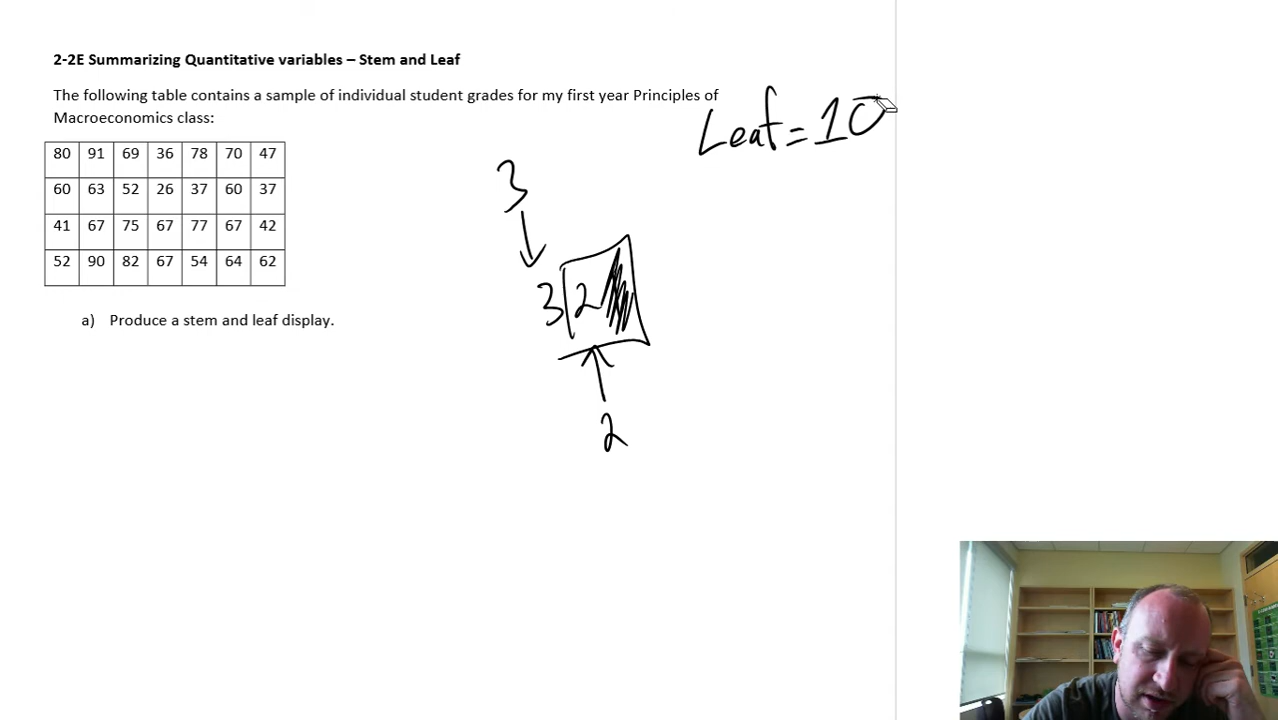 2-2E Summarizing Quantitative variables – Stem and Leaf
The following table contains a sample of individual student grades for my first year Principles of
Macroeconomics class:
80 91 69 36 78 70 47
60 63 52 26 37 60 37
41 67 75 67 77 67 42
52 90 82 67 54 64 62
a) Produce a stem and leaf display.
Leaf = 10
3
3 2
2